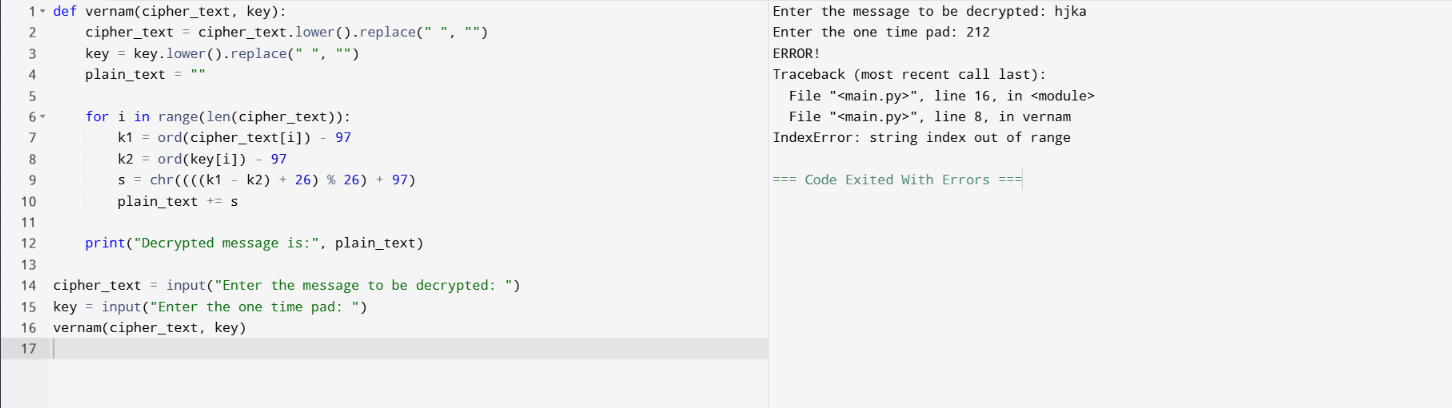 1 def vernam(cipher_text, key):
2     cipher_text = cipher_text.lower().replace(" ", "")
3     key = key.lower().replace(" ", "")
4     plain_text = ""
5
6     for i in range(len(cipher_text)):
7         k1 = ord(cipher_text[i]) - 97
8         k2 = ord(key[i]) - 97
9         s = chr((((k1 - k2) + 26) % 26) + 97)
10         plain_text += s
11
12     print("Decrypted message is:", plain_text)
13
14 cipher_text = input("Enter the message to be decrypted: ")
15 key = input("Enter the one time pad: ")
16 vernam(cipher_text, key)
17
Enter the message to be decrypted: hjka
Enter the one time pad: 212
ERROR!
Traceback (most recent call last):
  File "<main.py>", line 16, in <module>
  File "<main.py>", line 8, in vernam
IndexError: string index out of range

=== Code Exited With Errors ===